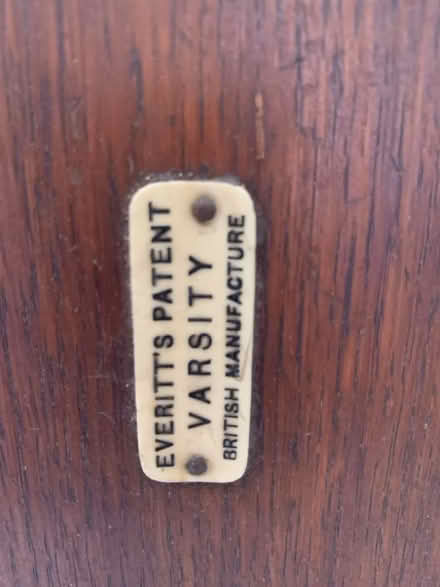 EVERITT'S PATENT
VARSITY
BRITISH MANUFACTURE